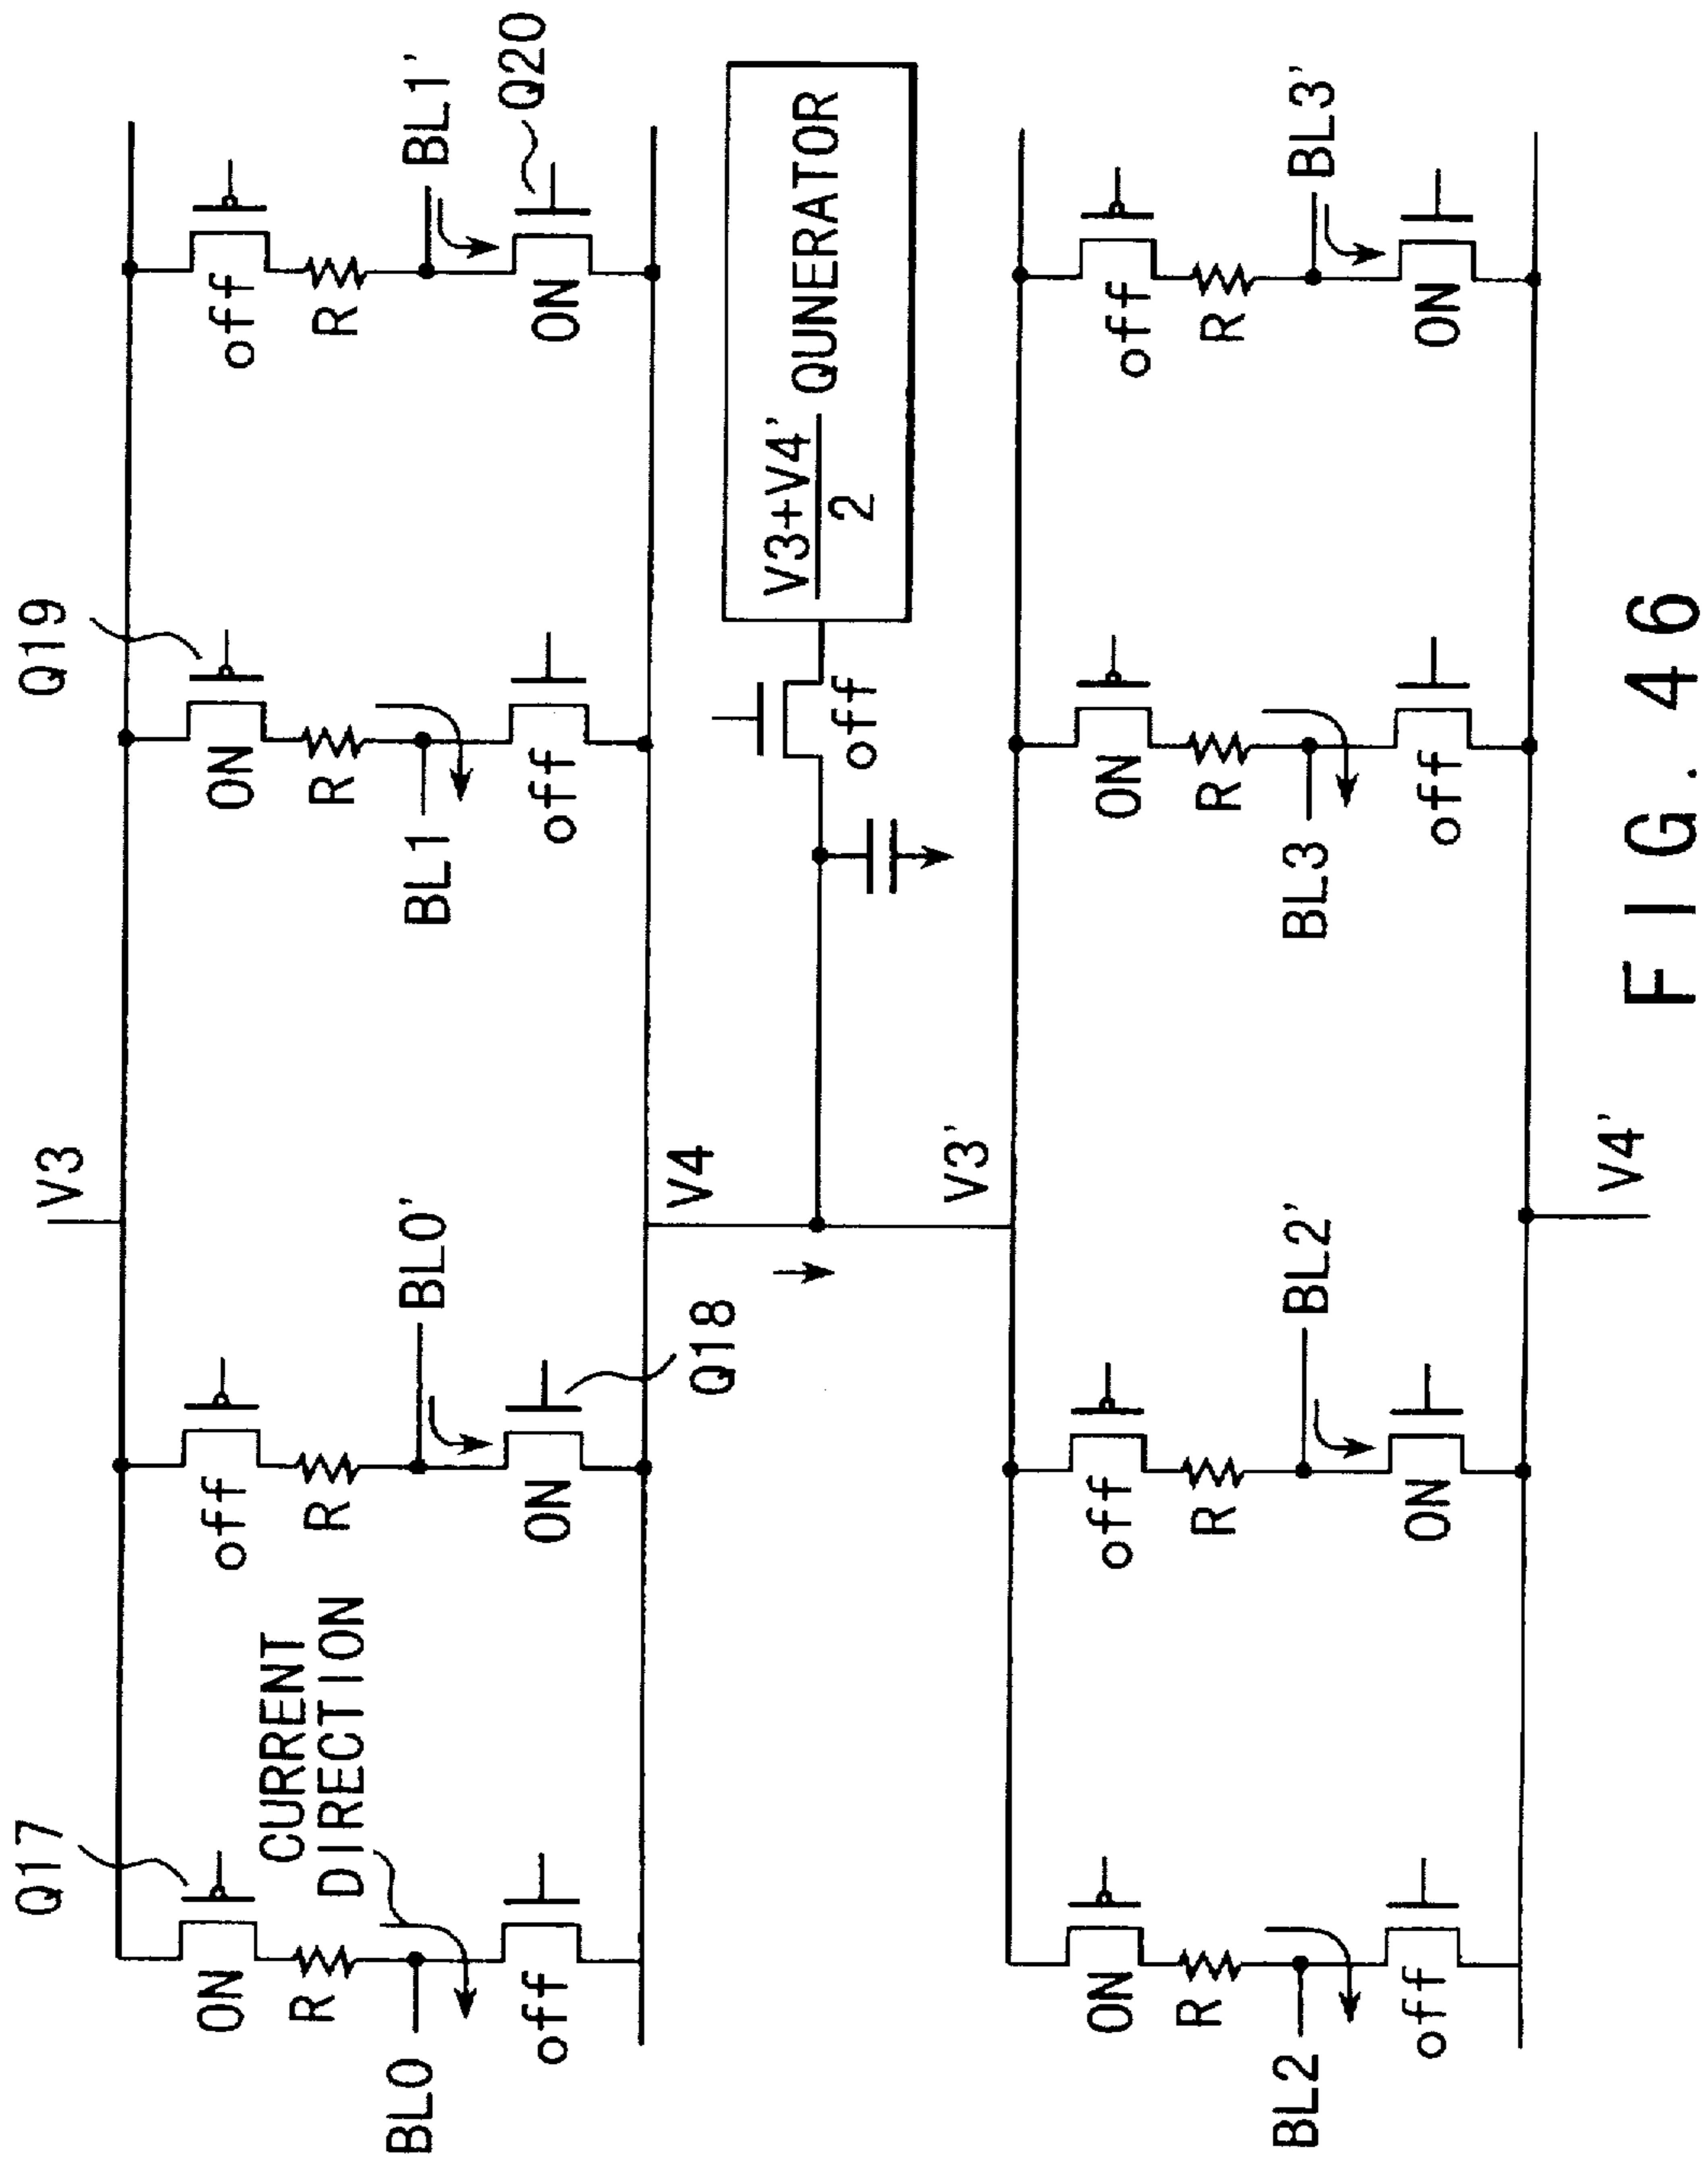 Q17
V3
Q19
ON
CURRENT
DIRECTION
off
ON
off
R
R
R
R
BL0
BL0'
BL1
BL1'
Q20
off
ON
off
ON
Q18
V4
off
V3+V4'
2
QUNERATOR
V3'
ON
off
ON
off
R
R
R
R
BL2
BL2'
BL3
BL3'
off
ON
off
ON
V4'
FIG. 46